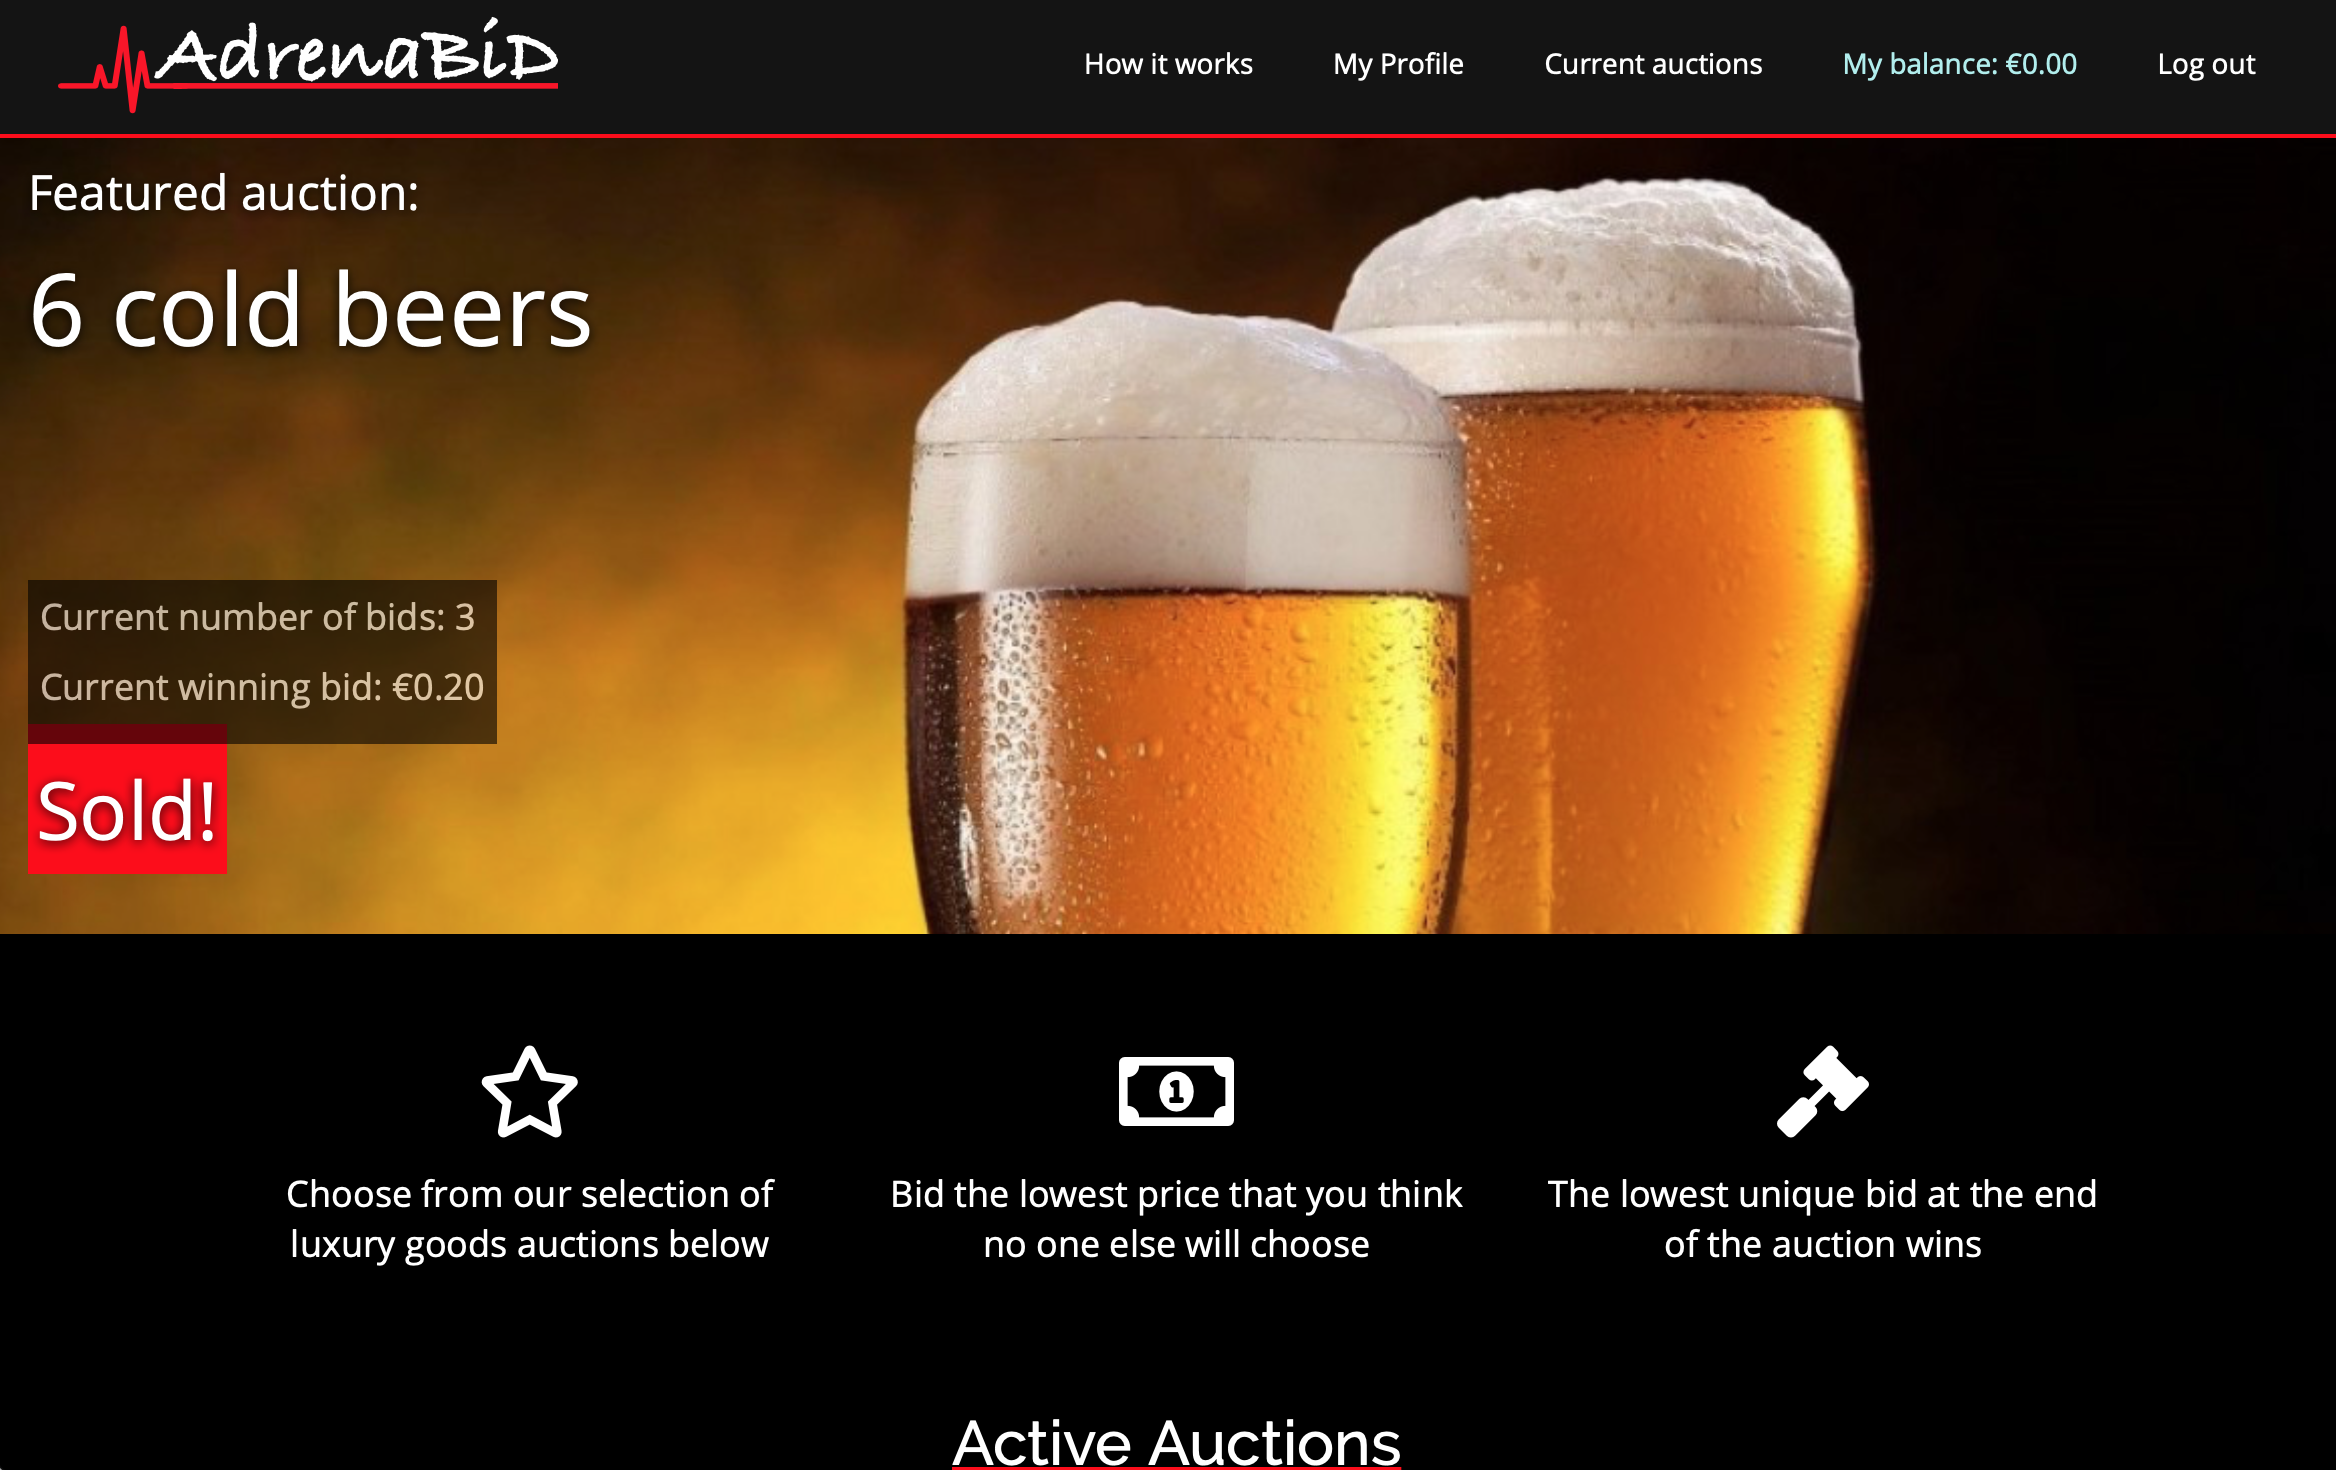 AdrenaBiD
How it works
My Profile
Current auctions
My balance: €0.00
Log out
Featured auction:
6 cold beers
Current number of bids: 3
Current winning bid: €0.20
Sold!
1
Choose from our selection of
luxury goods auctions below
Bid the lowest price that you think
no one else will choose
The lowest unique bid at the end
of the auction wins
Active Auctions